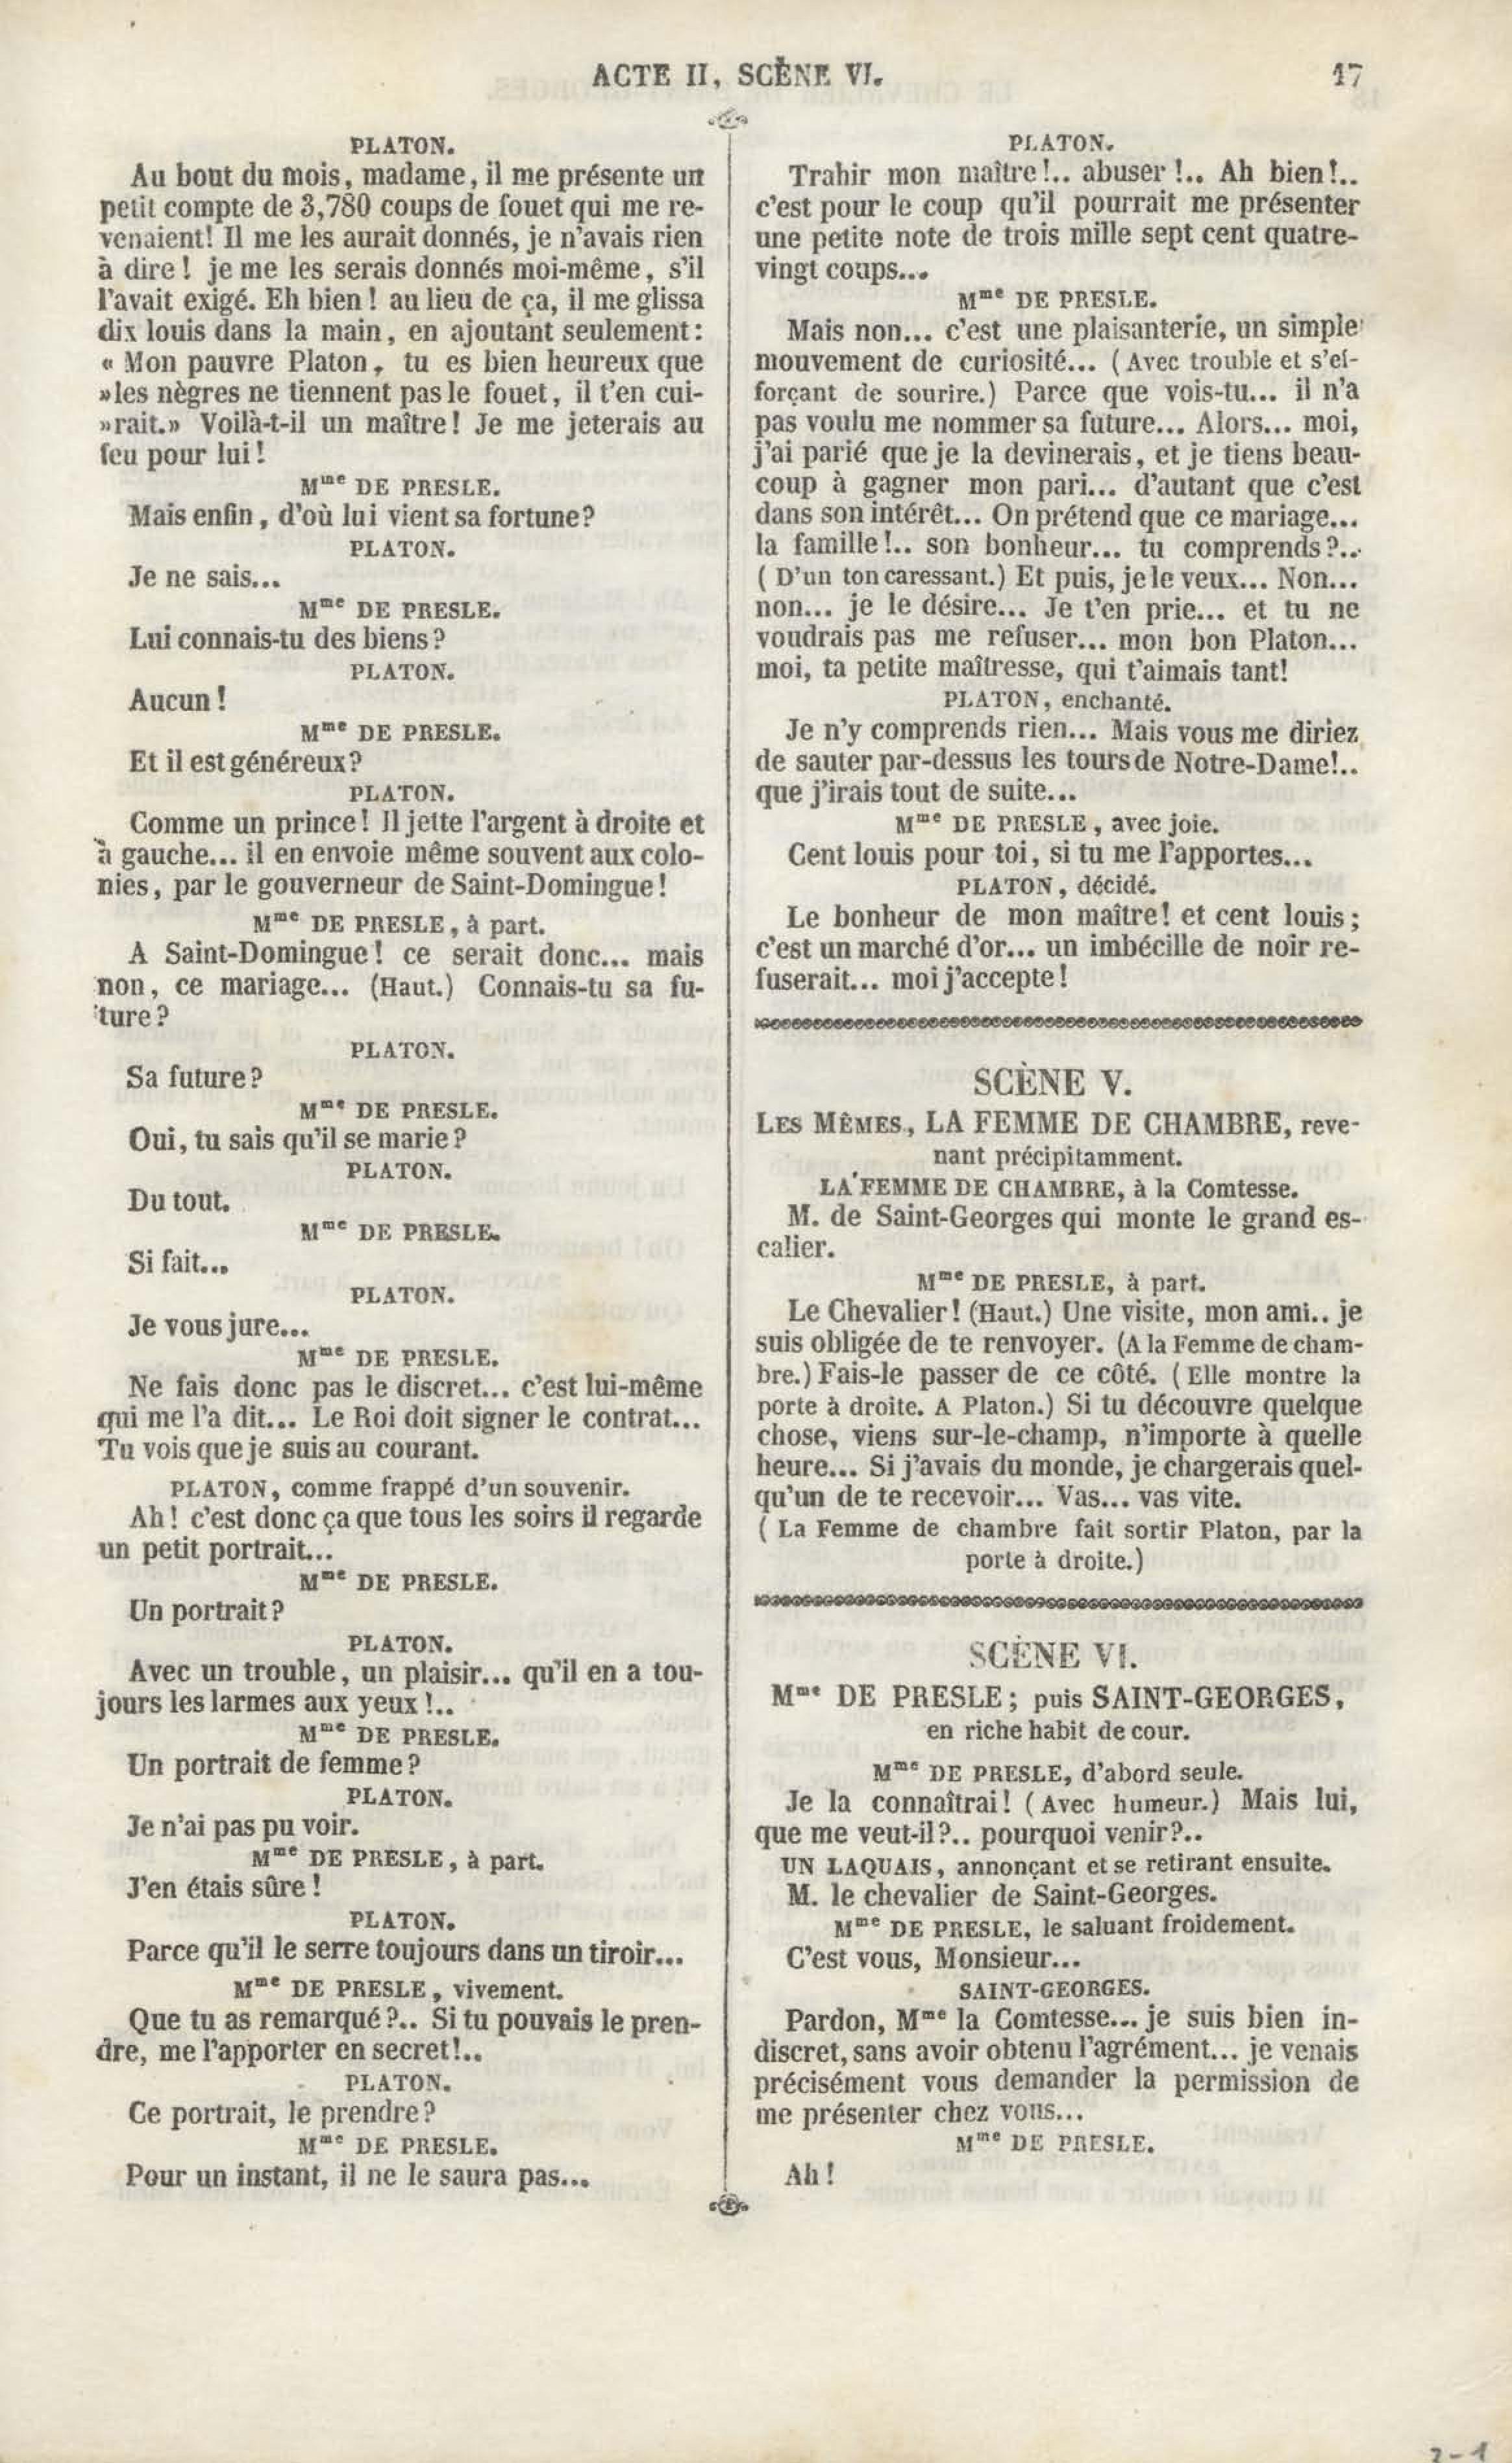 ACTE II, SCÈNE VI.
17
PLATON.
Au bout du mois, madame, il me présente un
petit compte de 3,780 coups de fouet qui me re-
venaient! Il me les aurait donnés, je n'avais rien
à dire! je me les serais donnés moi-même, s'il
l'avait exigé. Eh bien! au lieu de ça, il me glissa
dix louis dans la main, en ajoutant seulement:
« Mon pauvre Platon, tu es bien heureux que
»les nègres ne tiennent pas le fouet, il t'en cui-
»rait.» Voilà-t-il un maître! Je me jeterais au
feu pour lui!
Mme DE PRESLE.
Mais enfin, d'où lui vient sa fortune?
PLATON.
Je ne sais...
Mme DE PRESLE.
Lui connais-tu des biens?
PLATON.
Aucun!
Mme DE PRESLE.
Et il est généreux?
PLATON.
Comme un prince! Il jette l'argent à droite et
à gauche... il en envoie même souvent aux colo-
nies, par le gouverneur de Saint-Domingue!
Mme DE PRESLE, à part.
A Saint-Domingue! ce serait donc... mais
non, ce mariage... (Haut.) Connais-tu sa fu-
ture?
PLATON.
Sa future?
Mme DE PRESLE.
Oui, tu sais qu'il se marie?
PLATON.
Du tout.
Mme DE PRESLE.
Si fait...
PLATON.
Je vous jure...
Mme DE PRESLE.
Ne fais donc pas le discret... c'est lui-même
qui me l'a dit... Le Roi doit signer le contrat...
Tu vois que je suis au courant.
PLATON, comme frappé d'un souvenir.
Ah! c'est donc ça que tous les soirs il regarde
un petit portrait...
Mme DE PRESLE.
Un portrait?
PLATON.
Avec un trouble, un plaisir... qu'il en a tou-
jours les larmes aux yeux!..
Mme DE PRESLE.
Un portrait de femme?
PLATON.
Je n'ai pas pu voir.
Mme DE PRESLE, à part.
J'en étais sûre!
PLATON.
Parce qu'il le serre toujours dans un tiroir...
Mme DE PRESLE, vivement.
Que tu as remarqué?.. Si tu pouvais le pren-
dre, me l'apporter en secret!..
PLATON.
Ce portrait, le prendre?
Mme DE PRESLE.
Pour un instant, il ne le saura pas...
PLATON.
Trahir mon maître!.. abuser!.. Ah bien!..
c'est pour le coup qu'il pourrait me présenter
une petite note de trois mille sept cent quatre-
vingt coups...
Mme DE PRESLE.
Mais non... c'est une plaisanterie, un simple
mouvement de curiosité... (Avec trouble et s'ef-
forçant de sourire.) Parce que vois-tu... il n'a
pas voulu me nommer sa future... Alors... moi,
j'ai parié que je la devinerais, et je tiens beau-
coup à gagner mon pari... d'autant que c'est
dans son intérêt... On prétend que ce mariage...
la famille!.. son bonheur... tu comprends?..
(D'un ton caressant.) Et puis, je le veux... Non...
non... je le désire... Je t'en prie... et tu ne
voudrais pas me refuser... mon bon Platon...
moi, ta petite maîtresse, qui t'aimais tant!
PLATON, enchanté.
Je n'y comprends rien... Mais vous me diriez
de sauter par-dessus les tours de Notre-Dame!..
que j'irais tout de suite...
Mme DE PRESLE, avec joie.
Cent louis pour toi, si tu me l'apportes...
PLATON, décidé.
Le bonheur de mon maître! et cent louis;
c'est un marché d'or... un imbécille de noir re-
fuserait... moi j'accepte!
SCÈNE V.
LES MÊMES, LA FEMME DE CHAMBRE, reve-
nant précipitamment.
LA FEMME DE CHAMBRE, à la Comtesse.
M. de Saint-Georges qui monte le grand es-
calier.
Mme DE PRESLE, à part.
Le Chevalier! (Haut.) Une visite, mon ami.. je
suis obligée de te renvoyer. (A la Femme de cham-
bre.) Fais-le passer de ce côté. (Elle montre la
porte à droite. A Platon.) Si tu découvre quelque
chose, viens sur-le-champ, n'importe à quelle
heure... Si j'avais du monde, je chargerais quel-
qu'un de te recevoir... Vas... vas vite.
(La Femme de chambre fait sortir Platon, par la
porte à droite.)
SCÈNE VI.
Mme DE PRESLE; puis SAINT-GEORGES,
en riche habit de cour.
Mme DE PRESLE, d'abord seule.
Je la connaîtrai! (Avec humeur.) Mais lui,
que me veut-il?.. pourquoi venir?..
UN LAQUAIS, annonçant et se retirant ensuite.
M. le chevalier de Saint-Georges.
Mme DE PRESLE, le saluant froidement.
C'est vous, Monsieur...
SAINT-GEORGES.
Pardon, Mme la Comtesse... je suis bien in-
discret, sans avoir obtenu l'agrément... je venais
précisément vous demander la permission de
me présenter chez vous...
Mme DE PRESLE.
Ah!